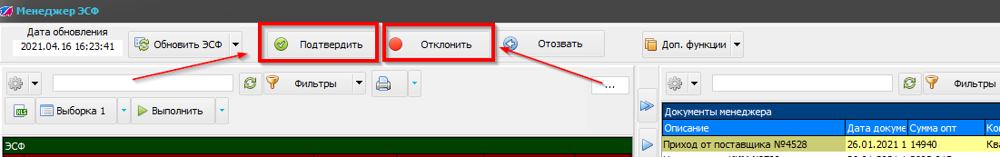 Менеджер ЭСФ
Дата обновления
2021.04.16 16:23:41
Обновить ЭСФ
Подтвердить
Отклонить
Отозвать
Доп. функции
Фильтры
...
Фильтры
XLS
Выборка 1
Выполнить
Документы менеджера
Описание
Дата докуме
Сумма опт
Ко
ЭСФ
Приход от поставщика №4528
26.01.2021 1
14940
Ква